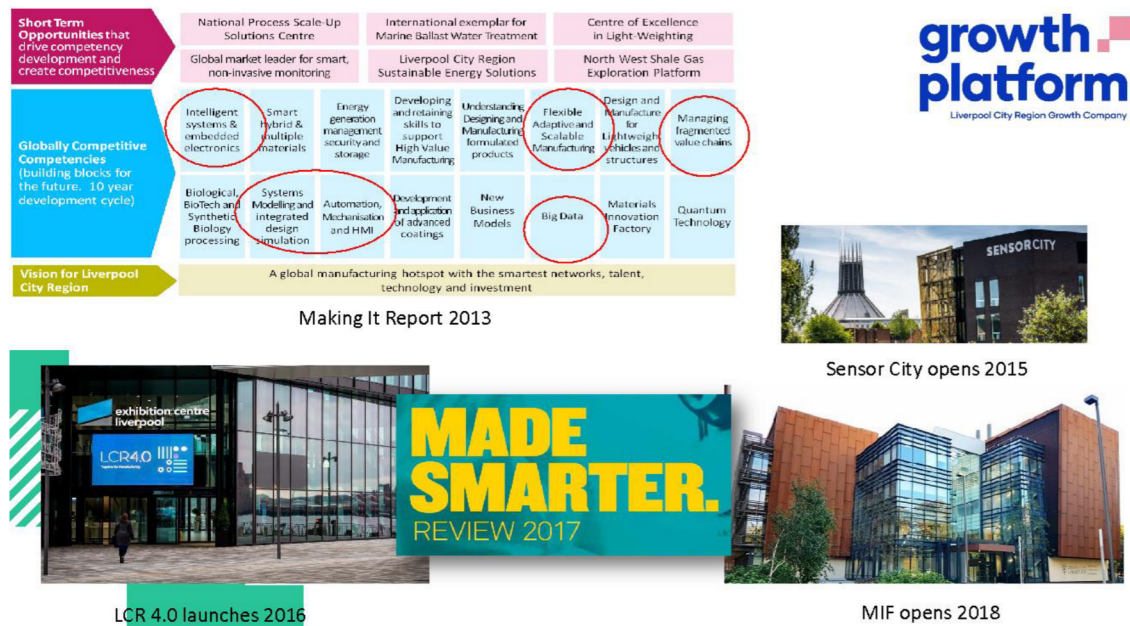 Short Term
Opportunities that
drive competency
development and
create competitiveness
National Process Scale-Up
Solutions Centre
International exemplar for
Marine Ballast Water Treatment
Centre of Excellence
in Light-Weighting
Global market leader for smart,
non-invasive monitoring
Liverpool City Region
Sustainable Energy Solutions
North West Shale Gas
Exploration Platform
growth
platform
Liverpool City Region Growth Company
Globally Competitive
Competencies
(building blocks for
the future. 10 year
development cycle)
Intelligent
systems &
embedded
electronics
Smart
hybrid &
multiple
materials
Energy
generation
management
security and
storage
Developing
and retaining
skills to
support
High Value
Manufacturing
Understanding
Designing and
Manufacturing
formulated
products
Flexible
Adaptive and
Scalable
Manufacturing
Design and
Manufacture
for
Lightweigh
vehicles and
structures
Managing
fragmented
value chains
Biological,
BioTech and
Synthetic
Biology
processing
Systems
Modelling and
integrated
design
simulation
Automation,
Mechanisation
and HMI
Development
and application
of advanced
coatings
New
Business
Models
Big Data
Materials
Innovation
Factory
Quantum
Technology
Vision for Liverpool
City Region
A global manufacturing hotspot with the smartest networks, talent,
technology and investment
Making It Report 2013
SENSORCITY
Sensor City opens 2015
exhibition centre
liverpool
LCR4.0
LCR 4.0 launches 2016
MADE
SMARTER.
REVIEW 2017
MIF opens 2018